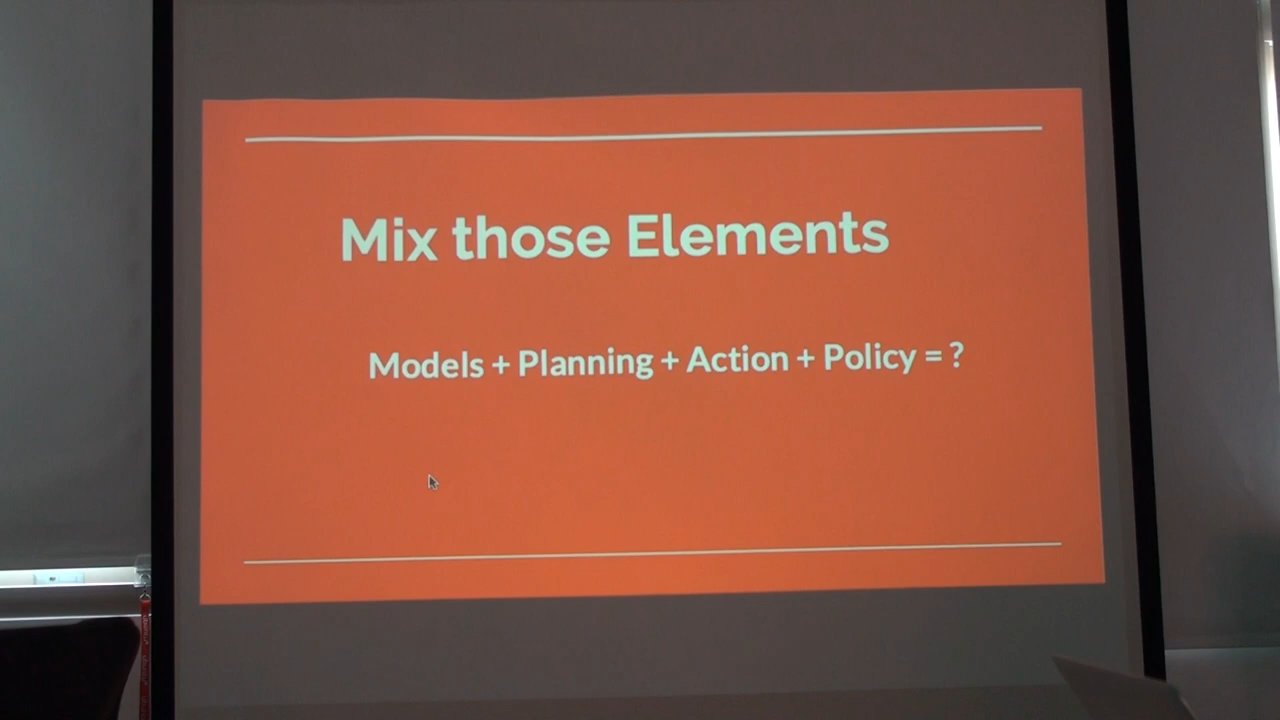 Mix those Elements
Models + Planning + Action + Policy = ?